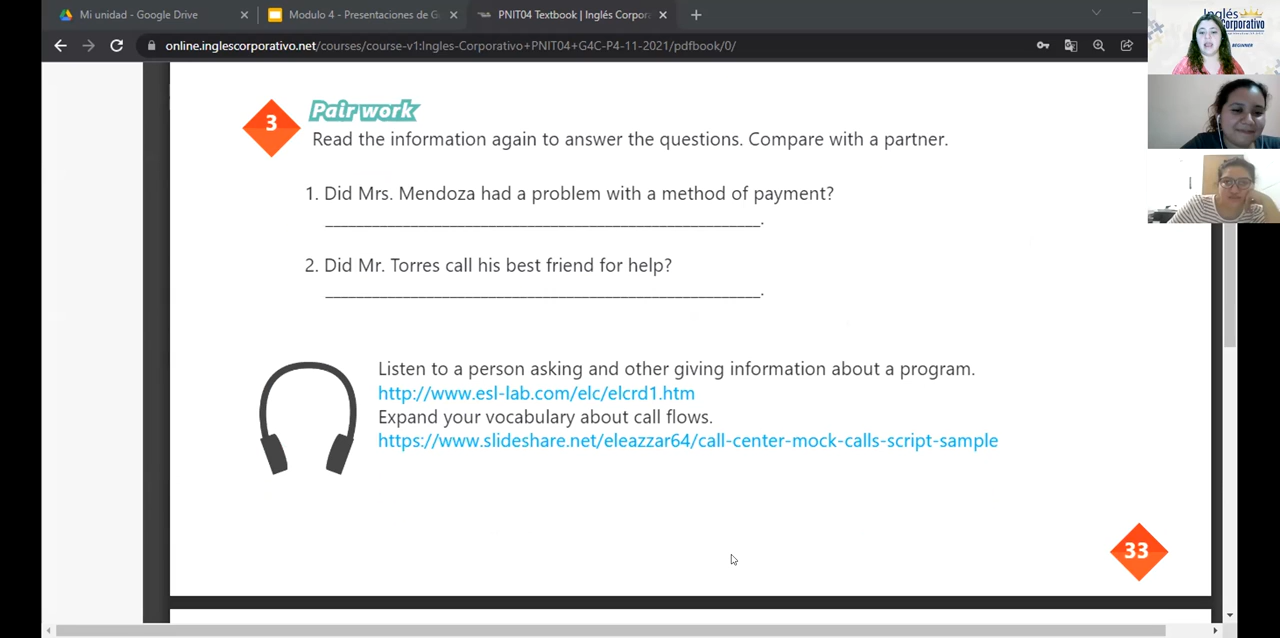 Mi unidad - Google Drive
Modulo 4 - Presentaciones de G
PNIT04 Textbook | Inglés Corpora
online.inglescorporativo.net/courses/course-v1:Ingles-Corporativo+PNIT04+G4C-P4-11-2021/pdfbook/0/
Inglés
Corporativo
BEGINNER
3
Pair work
Read the information again to answer the questions. Compare with a partner.
1. Did Mrs. Mendoza had a problem with a method of payment?
2. Did Mr. Torres call his best friend for help?
Listen to a person asking and other giving information about a program.
http://www.esl-lab.com/elc/elcrd1.htm
Expand your vocabulary about call flows.
https://www.slideshare.net/eleazzar64/call-center-mock-calls-script-sample
33